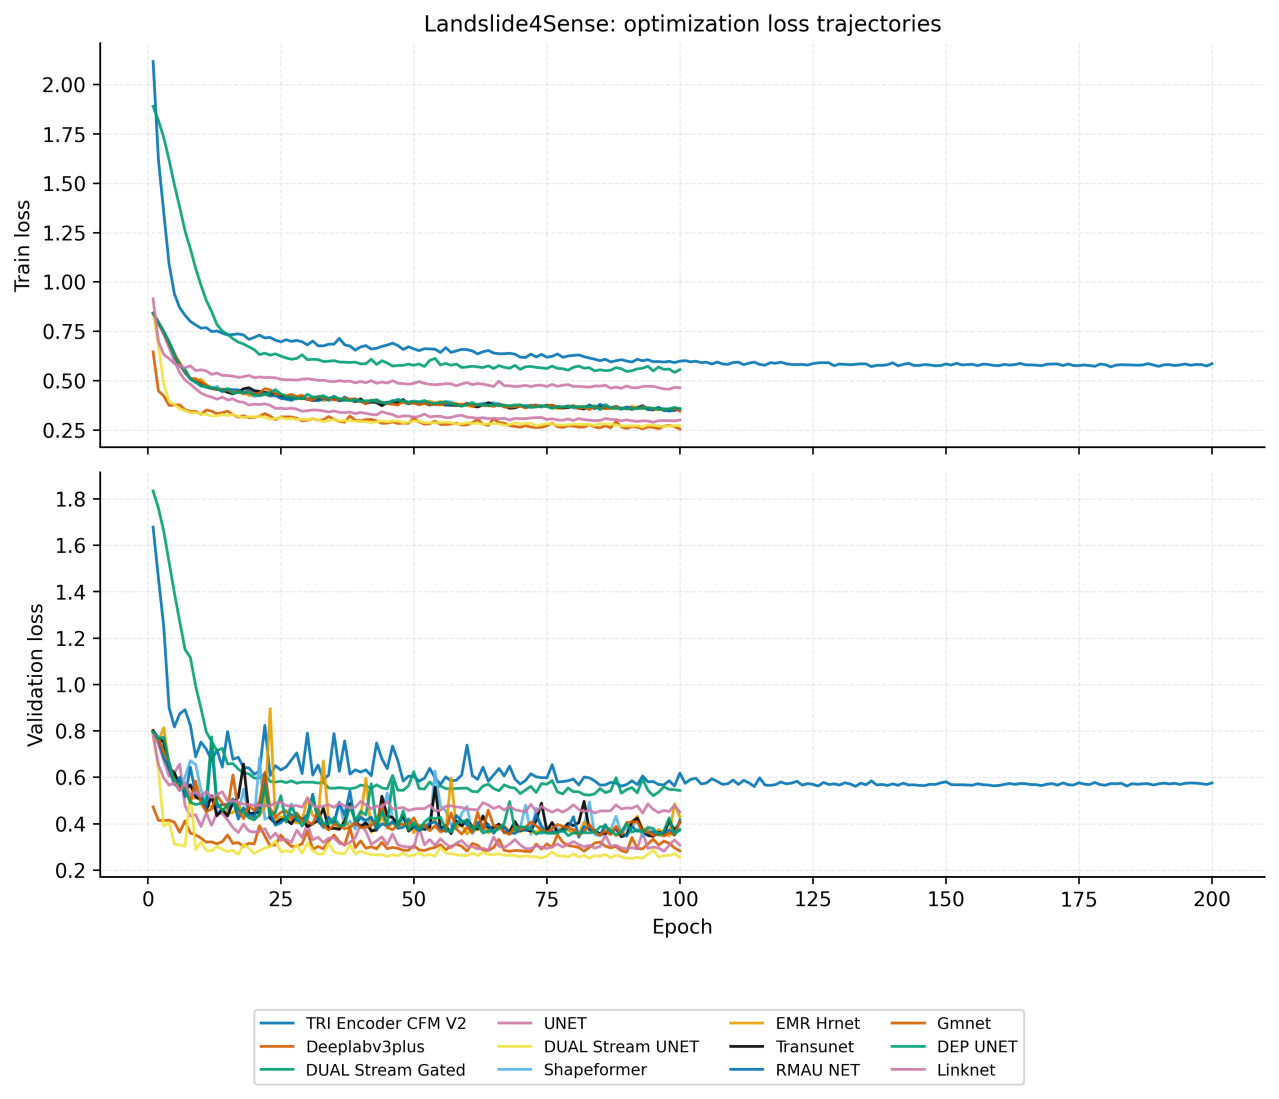 Landslide4Sense: optimization loss trajectories
2.00
1.75
1.50
1.25
1.00
0.75
0.50
0.25
Train loss
1.8
1.6
1.4
1.2
1.0
0.8
0.6
0.4
0.2
Validation loss
0 25 50 75 100 125 150 175 200
Epoch
TRI Encoder CFM V2 UNET EMR Hrnet Gmnet
Deeplabv3plus DUAL Stream UNET Transunet DEP UNET
DUAL Stream Gated Shapeformer RMAU NET Linknet